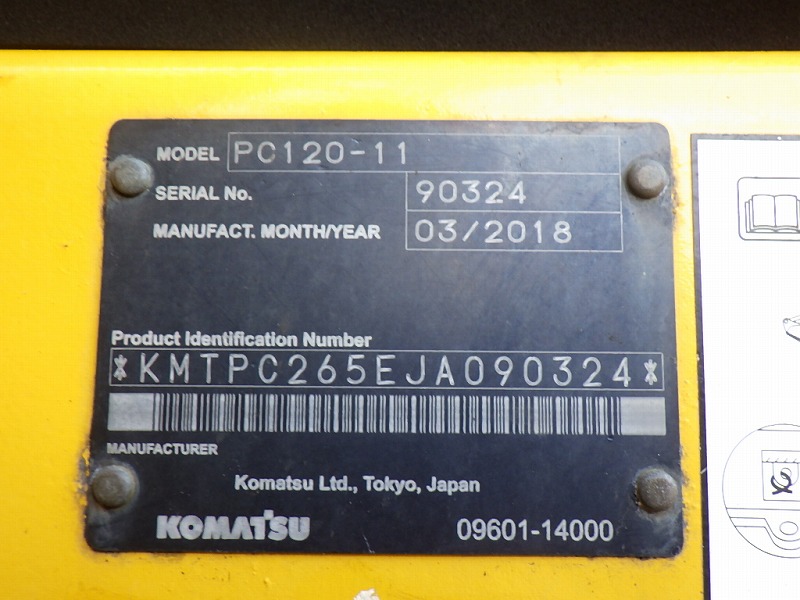 MODEL PC120-11
SERIAL No. 90324
MANUFACT. MONTH/YEAR 03/2018
Product Identification Number
*KMTPC265EJA090324*
MANUFACTURER
Komatsu Ltd., Tokyo, Japan
KOMATSU 09601-14000